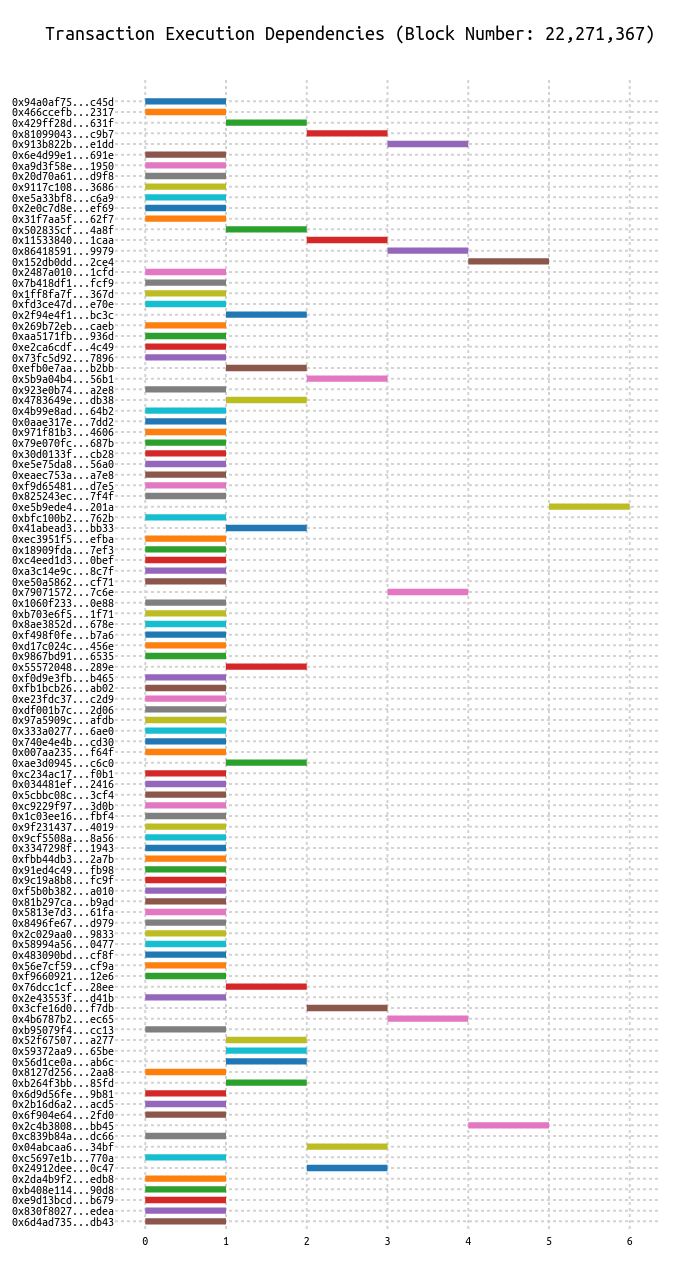 Transaction Execution Dependencies (Block Number: 22,271,367)
0x94a0af75...c45d
0x466ccefb...2317
0x429ff28d...631f
0x81099043...c9b7
0x913b822b...e1dd
0x6e4d99e1...691e
0xa9d3f58e...1950
0x20d70a61...d9f8
0x9117c108...3686
0xe5a33bf8...c6a9
0x2e0c7d8e...ef69
0x31f7aa5f...62f7
0x502835cf...4a8f
0x11533840...1caa
0x86418591...9979
0x152db0dd...2ce4
0x2487a010...1cfd
0x7b418df1...fcf9
0x1ff8fa7f...367d
0xfd3ce47d...e70e
0x2f94e4f1...bc3c
0x269b72eb...caeb
0xaa5171fb...936d
0xe2ca6cdf...4c49
0x73fc5d92...7896
0xefb0e7aa...b2bb
0x5b9a04b4...56b1
0x923e0b74...a2e8
0x4783649e...db38
0x4b99e8ad...64b2
0x0aae317e...7dd2
0x971f81b3...4606
0x79e070fc...687b
0x30d0133f...cb28
0xe5e75da8...56a0
0xeaec753a...a7e8
0xf9d65481...d7e5
0x825243ec...7f4f
0xe5b9ede4...201a
0xbfc100b2...762b
0x41abead3...bb33
0xec3951f5...efba
0x18909fda...7ef3
0xc4eed1d3...0bef
0xa3c14e9c...8c7f
0xe50a5862...cf71
0x79071572...7c6e
0x1060f233...0e88
0xb703e6f5...1f71
0x8ae3852d...678e
0xf498f0fe...b7a6
0xd17c024c...456e
0x9867bd91...6535
0x55572048...289e
0xf0d9e3fb...b465
0xfb1bcb26...ab02
0xe23fdc37...c2d9
0xdf001b7c...2d06
0x97a5909c...afdb
0x333a0277...6ae0
0x740e4e4b...cd30
0x007aa235...f64f
0xae3d0945...c6c0
0xc234ac17...f0b1
0x034481ef...2416
0x5cbbc08c...3cf4
0xc9229f97...3d0b
0x1c03ee16...fbf4
0x9f231437...4019
0x9cf5508a...8a56
0x3347298f...1943
0xfbb44db3...2a7b
0x91ed4c49...fb98
0x9c19a8b8...fc9f
0xf5b0b382...a010
0x81b297ca...b9ad
0x5813e7d3...61fa
0x8496fe67...d979
0x2c029aa0...9833
0x58994a56...0477
0x483090bd...cf8f
0x56e7cf59...cf9a
0xf9660921...12e6
0x76dcc1cf...28ee
0x2e43553f...d41b
0x3cfe16d0...f7db
0x4b6787b2...ec65
0xb95079f4...cc13
0x52f67507...a277
0x59372aa9...65be
0x56d1ce0a...ab6c
0x8127d256...2aa8
0xb264f3bb...85fd
0x6d9d56fe...9b81
0x2b16d6a2...acd5
0x6f904e64...2fd0
0x2c4b3808...bb45
0xc839b84a...dc66
0x04abcaa6...34bf
0xc5697e1b...770a
0x24912dee...0c47
0x2da4b9f2...edb8
0xb408e114...90d8
0xe9d13bcd...b679
0x830f8027...edea
0x6d4ad735...db43
0 1 2 3 4 5 6